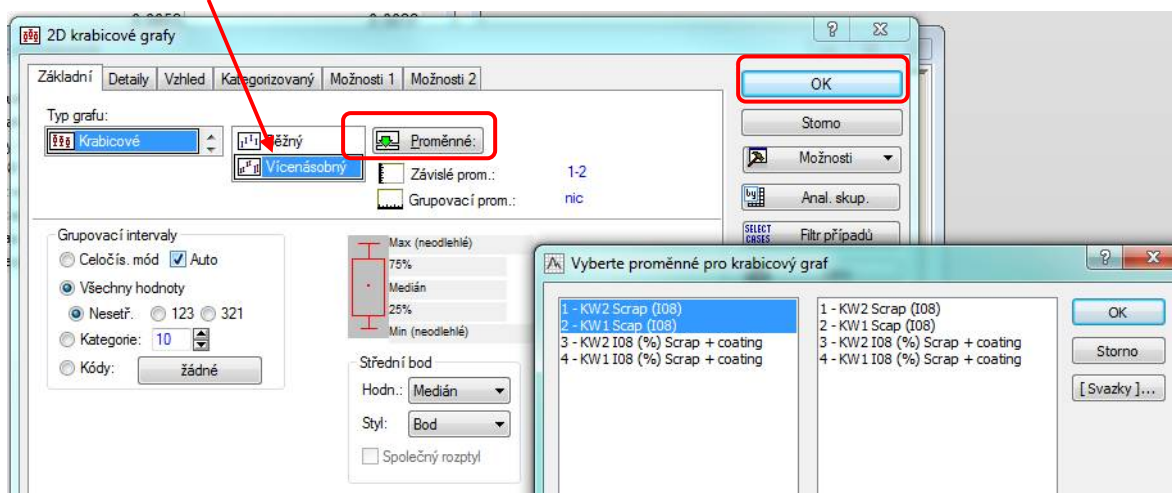 2D krabicové grafy
Základní Detaily Vzhled Kategorizovaný Možnosti 1 Možnosti 2
OK
Typ grafu:
Krabicové
Běžný
Vícenásobný
Proměnné:
Storno
Možnosti
Závislé prom.: 1-2
Grupovací prom.: nic
Anal. skup.
SELECT CASES Filtr případů
Grupovací intervaly
Celočís. mód Auto
Všechny hodnoty
Nesetř. 123 321
Kategorie: 10
Kódy: žádné
Max (neodlehlé)
75%
Medián
25%
Min (neodlehlé)
Střední bod
Hodn.: Medián
Styl: Bod
Společný rozptyl
Vyberte proměnné pro krabicový graf
1 - KW2 Scrap (I08)
2 - KW1 Scap (I08)
3 - KW2 I08 (%) Scrap + coating
4 - KW1 I08 (%) Scrap + coating
1 - KW2 Scrap (I08)
2 - KW1 Scap (I08)
3 - KW2 I08 (%) Scrap + coating
4 - KW1 I08 (%) Scrap + coating
OK
Storno
[ Svazky ]...